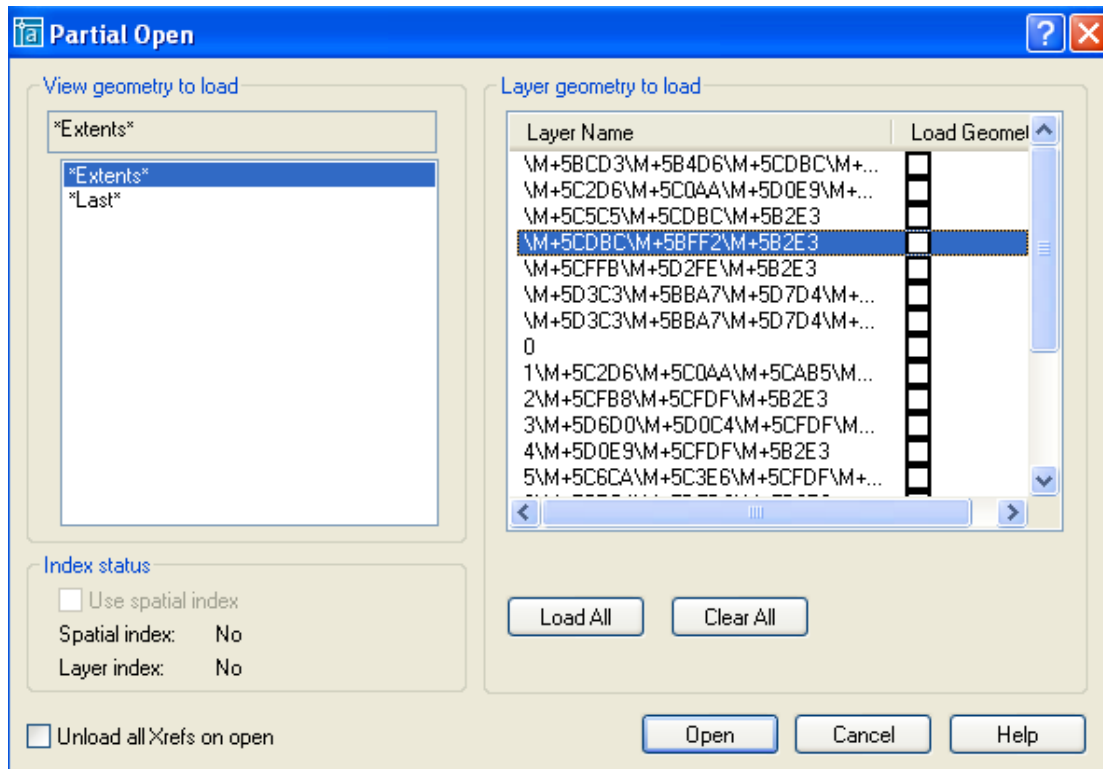 Partial Open
View geometry to load
*Extents*
*Extents*
*Last*
Index status
Use spatial index
Spatial index: No
Layer index: No
Unload all Xrefs on open
Layer geometry to load
Layer Name Load Geomet
\M+5BCD3\M+5B4D6\M+5CDBC\M+...
\M+5C2D6\M+5C0AA\M+5D0E9\M+...
\M+5C5C5\M+5CDBC\M+5B2E3
\M+5CDBC\M+5BFF2\M+5B2E3
\M+5CFFB\M+5D2FE\M+5B2E3
\M+5D3C3\M+5BBA7\M+5D7D4\M+...
\M+5D3C3\M+5BBA7\M+5D7D4\M+...
0
1\M+5C2D6\M+5C0AA\M+5CAB5\M...
2\M+5CFB8\M+5CFDF\M+5B2E3
3\M+5D6D0\M+5D0C4\M+5CFDF\M...
4\M+5D0E9\M+5CFDF\M+5B2E3
5\M+5C6CA\M+5C3E6\M+5CFDF\M+...
Load All Clear All
Open Cancel Help